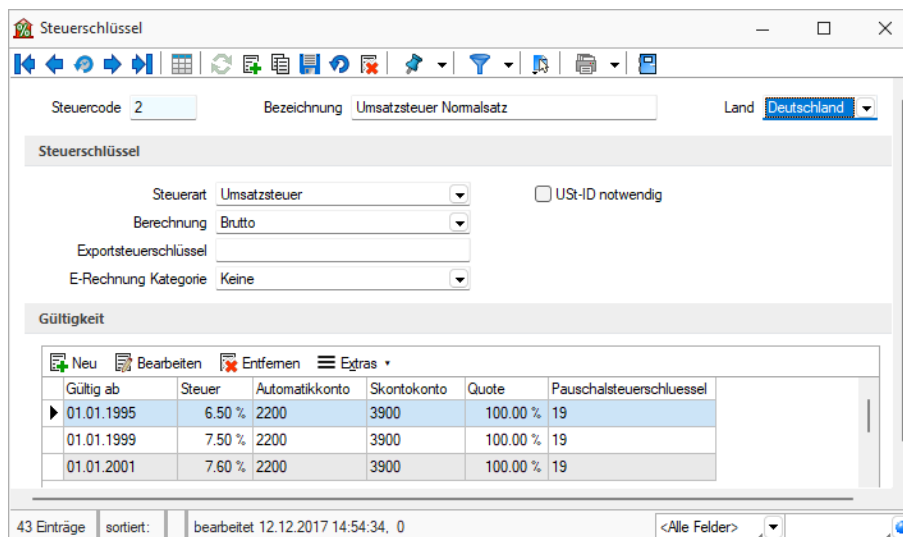 Steuerschlüssel
Steuercode 2 Bezeichnung Umsatzsteuer Normalsatz Land Deutschland
Steuerschlüssel
Steuerart Umsatzsteuer USt-ID notwendig
Berechnung Brutto
Exportsteuerschlüssel
E-Rechnung Kategorie Keine
Gültigkeit
Neu Bearbeiten Entfernen Extras
Gültig ab Steuer Automatikkonto Skontokonto Quote Pauschalsteuerschluessel
01.01.1995 6.50 % 2200 3900 100.00 % 19
01.01.1999 7.50 % 2200 3900 100.00 % 19
01.01.2001 7.60 % 2200 3900 100.00 % 19
43 Einträge sortiert: bearbeitet 12.12.2017 14:54:34, 0 <Alle Felder>